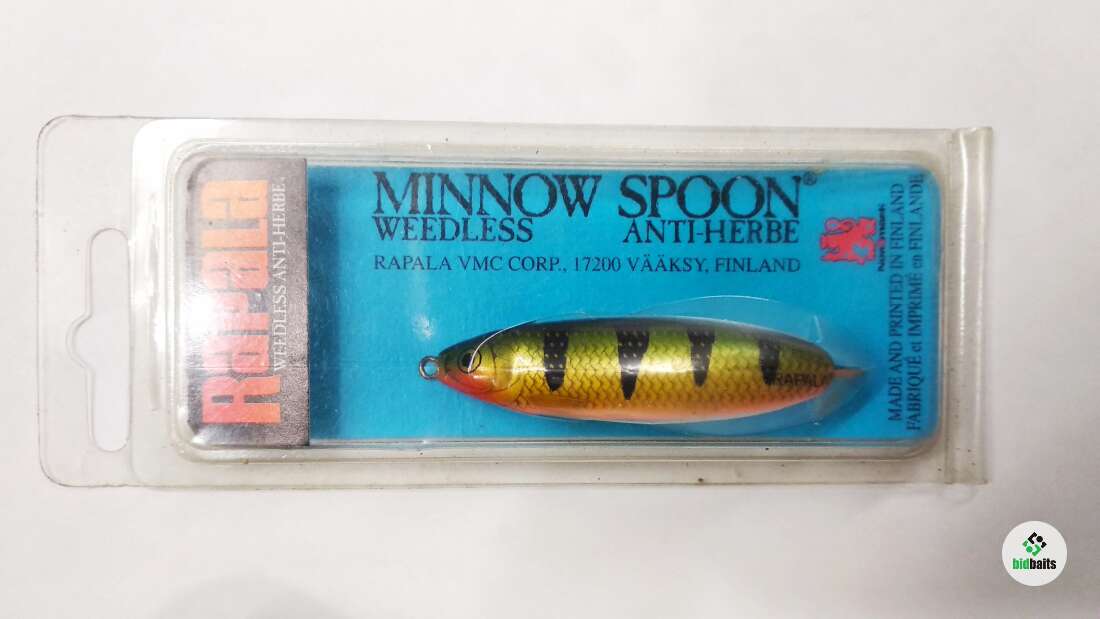 RAPALA
WEEDLESS ANTI-HERBE
MINNOW SPOON®
WEEDLESS ANTI-HERBE
RAPALA VMC CORP., 17200 VÄÄKSY, FINLAND
MADE AND PRINTED IN FINLAND
FABRIQUÉ et IMPRIMÉ en FINLANDE
RAPALA
bidbaits